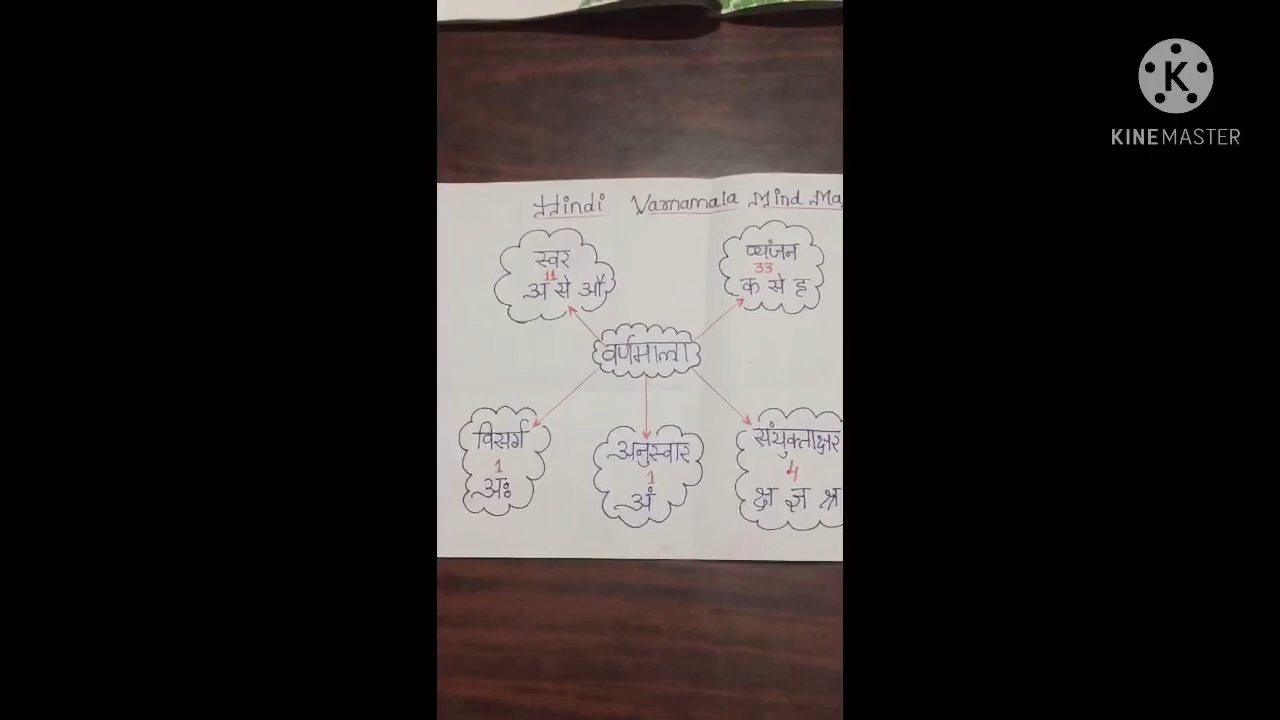 Hindi Varnamala Mind Ma
स्वर
11
अ से औ
व्यंजन
33
क से ह
वर्णमाला
विसर्ग
1
अः
अनुस्वार
1
अं
संयुक्ताक्षर
4
क्ष ज्ञ श्र
K
KINEMASTER